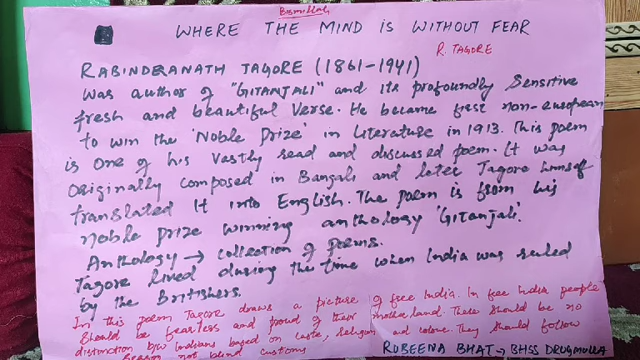 Bismillah
WHERE THE MIND iS WITHOUT FEAR
R. TAGORE
RABINDERANATH TAGORE (1861-1941)
Was author of "GITANJALI" and its profoundly Sensitive
fresh and beautiful Verse. He became first non-european
to win the 'Noble Prize' in Literature in 1913. This poem
is One of his Vastly read and discussed poem. It was
Originally composed in Bangali and later Tagore himself
translated It into English. The poem is from his
noble prize winning anthology 'GITANJALI'.
Anthology → collection of poems.
Tagore lived during the time when India was ruled
by the Britishers.
In this poem Tagore draws a picture of free India. In free India people
Should be fearless and proud of their motherland. There should be no
distinction b/w Indians based on caste, religion and colour. They should follow
reason not blind customs
RUBEENA BHAT → BHSS DRUGMULLA